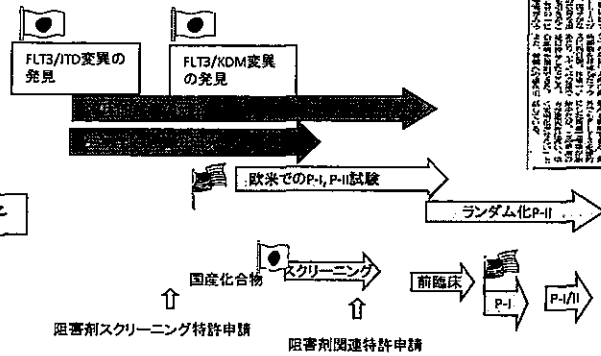 FLT3/ITD変異の
発見
FLT3/KDM変異
の発見
欧米でのP-I, P-II試験
ランダム化P-II
国産化合物
スクリーニング
前臨床
P-I
P-I/II
阻害剤スクリーニング特許申請
阻害剤関連特許申請